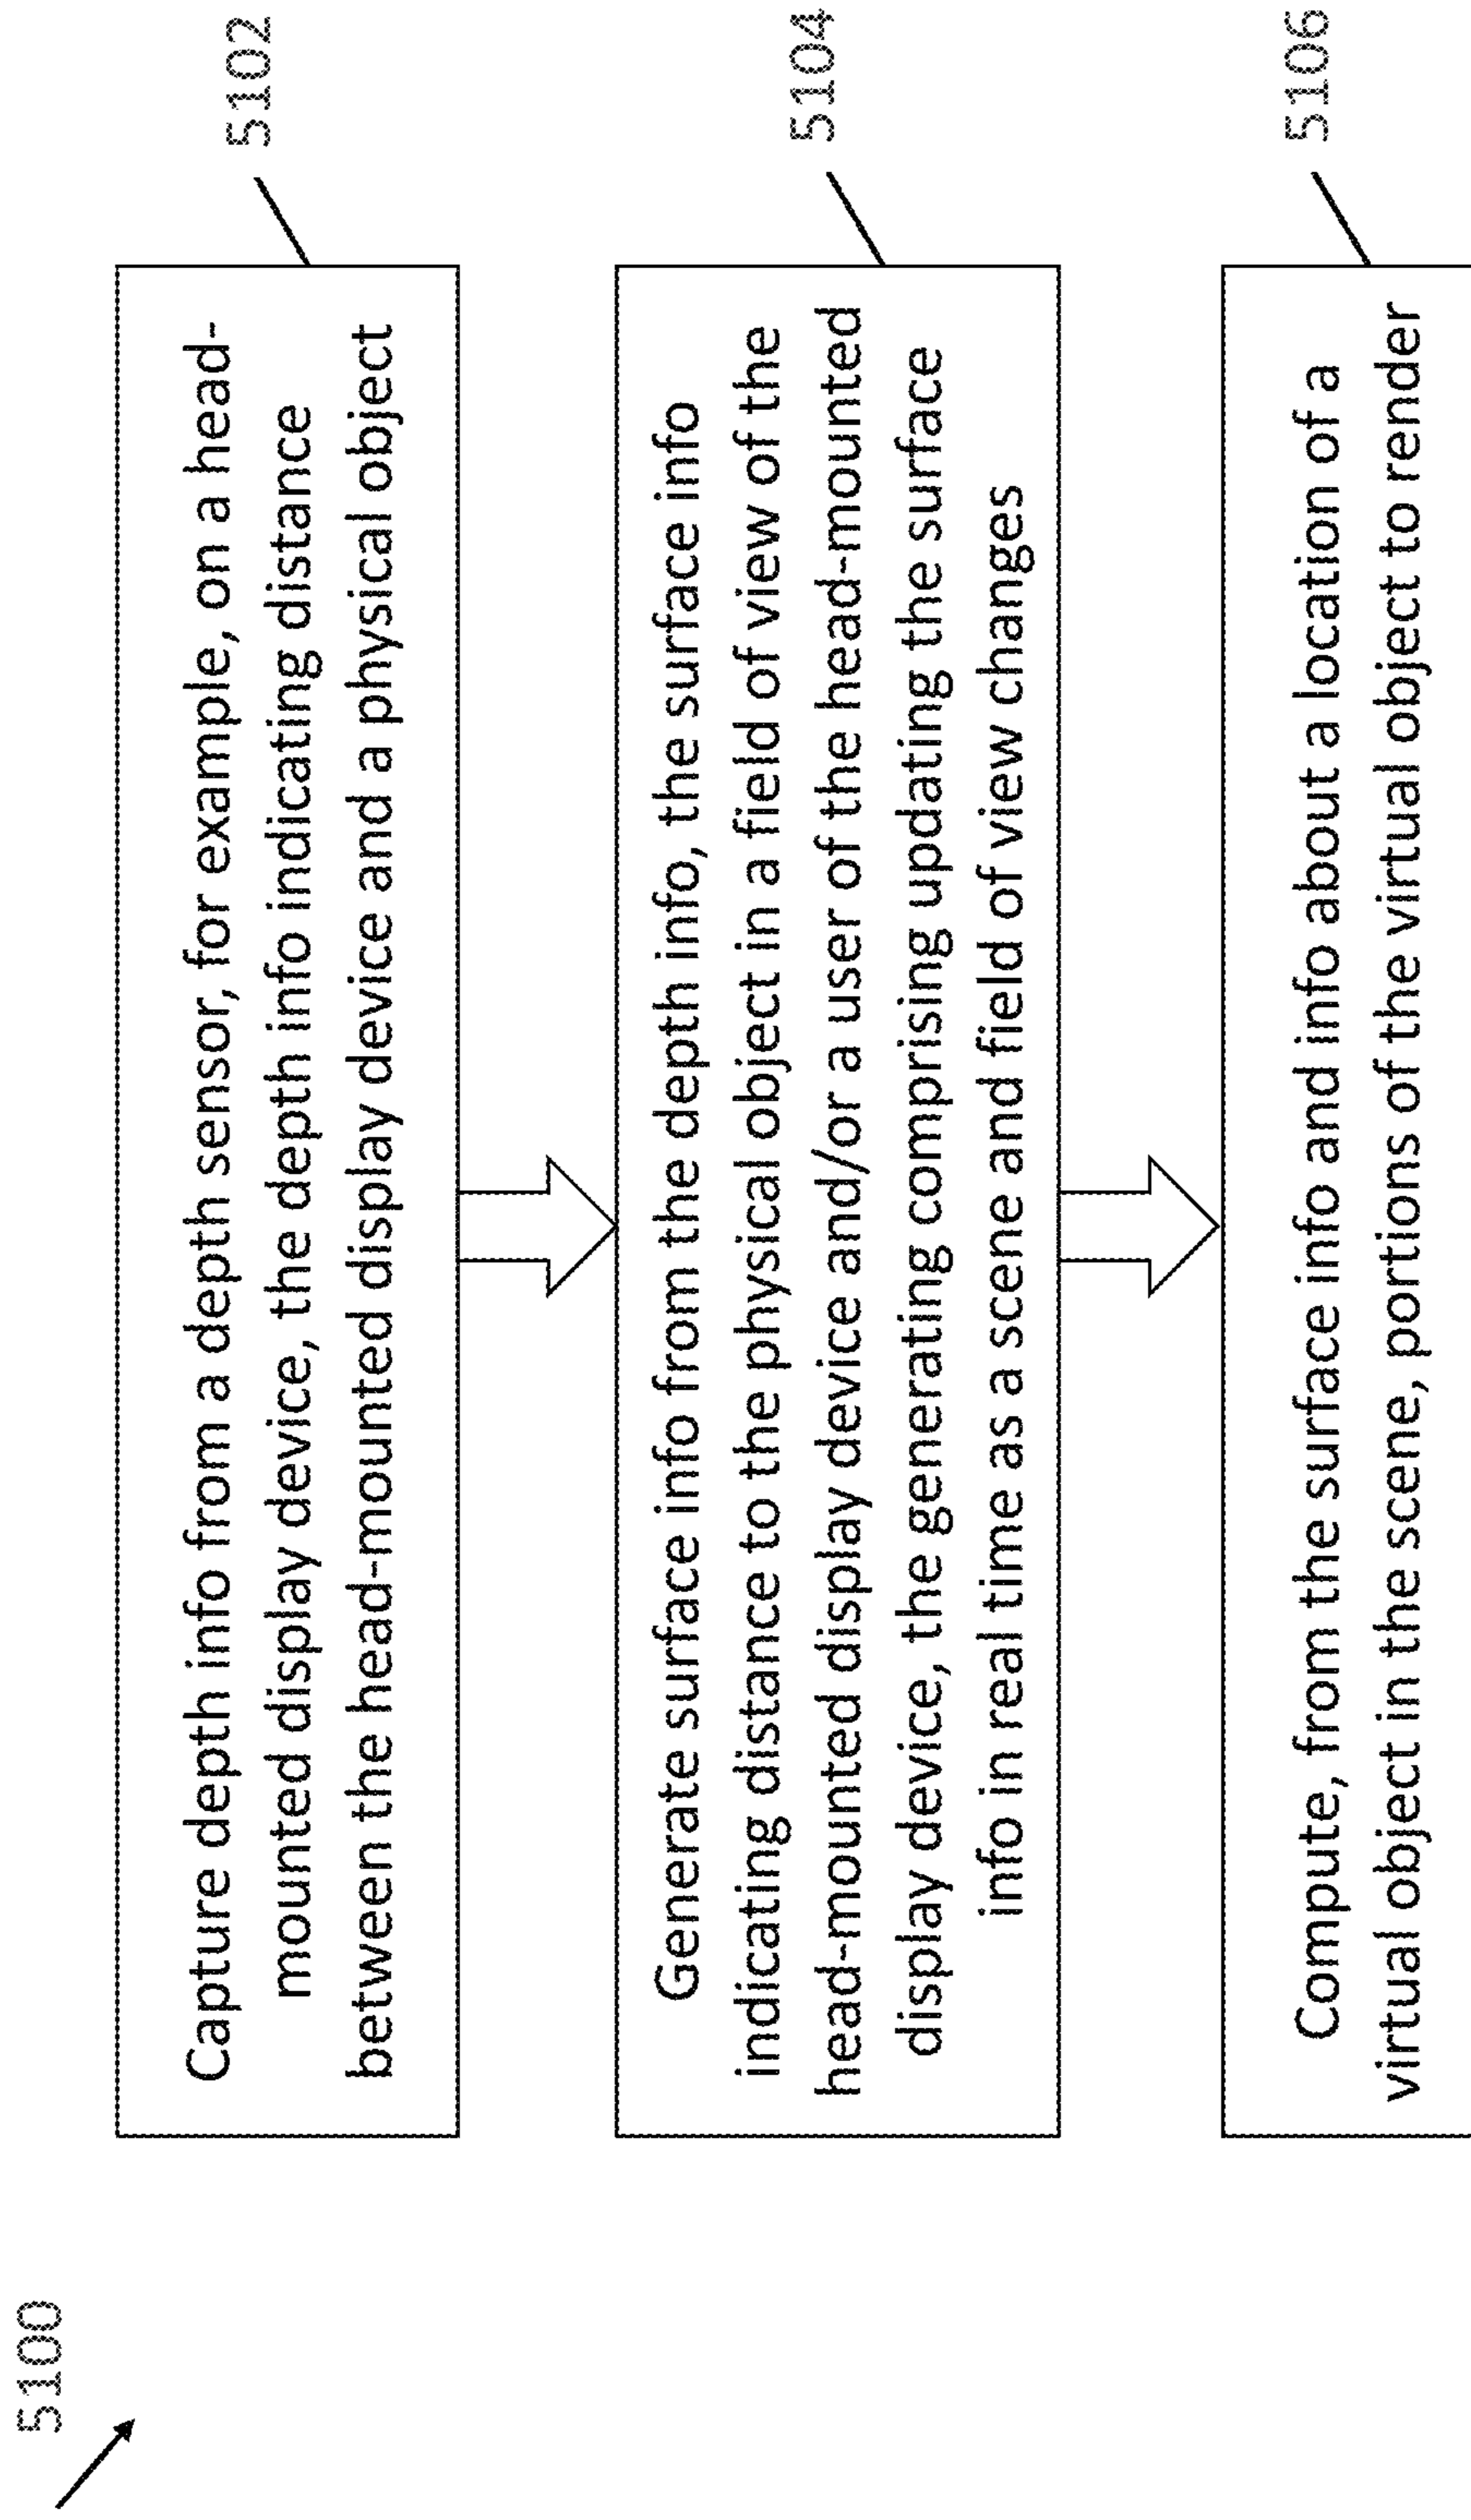 5100
Capture depth info from a depth sensor, for example, on a head-
mounted display device, the depth info indicating distance
between the head-mounted display device and a physical object
5102
Generate surface info from the depth info, the surface info
indicating distance to the physical object in a field of view of the
head-mounted display device and/or a user of the head-mounted
display device, the generating comprising updating the surface
info in real time as a scene and field of view changes
5104
Compute, from the surface info and info about a location of a
virtual object in the scene, portions of the virtual object to render
5106